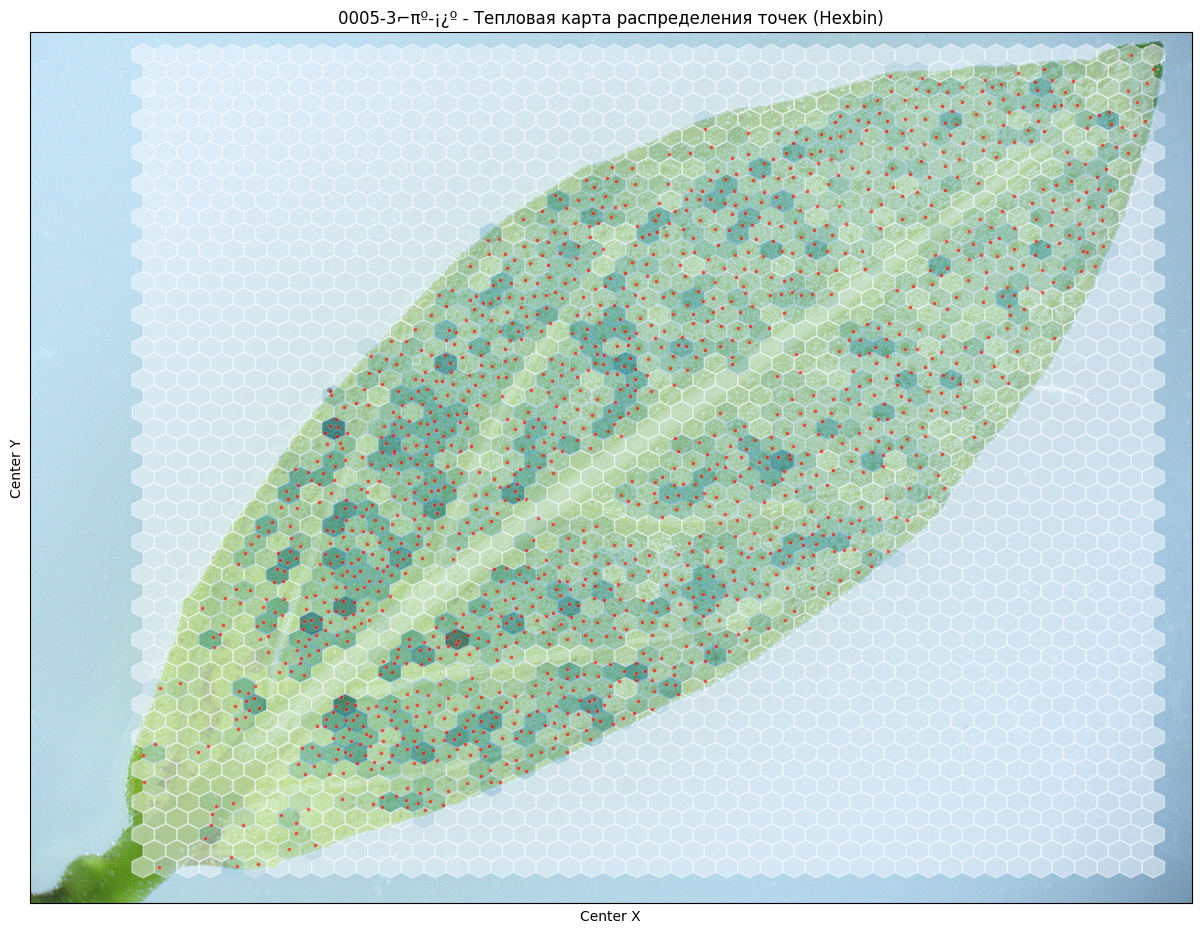 0005-3⌐πº-¡¿º - Тепловая карта распределения точек (Hexbin)
Center Y
Center X